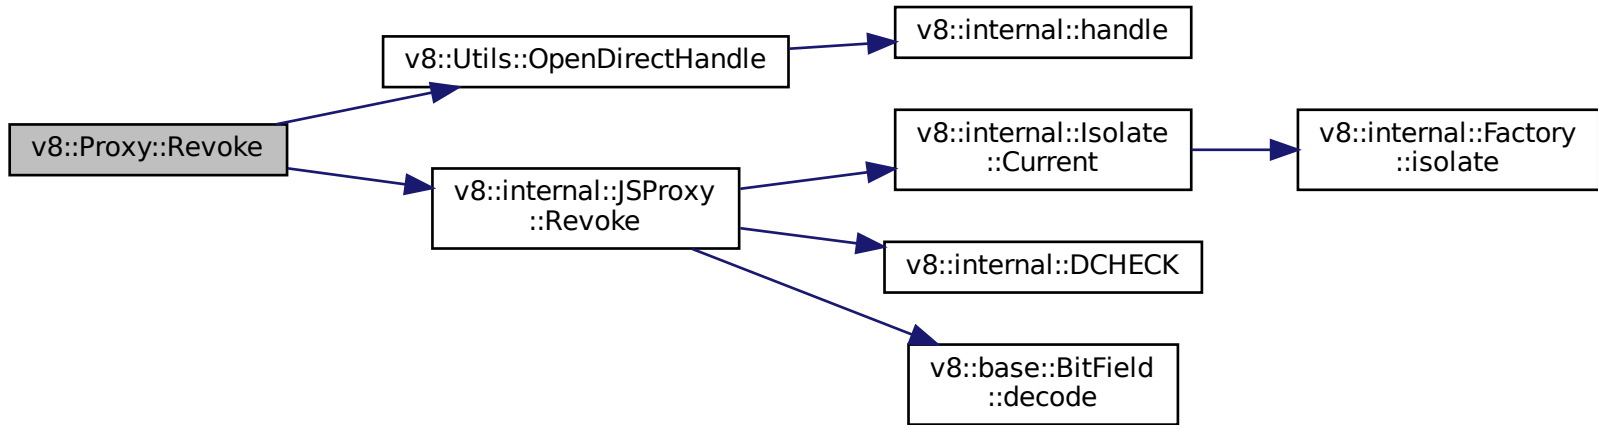 v8::Proxy::Revoke
v8::Utils::OpenDirectHandle
v8::internal::JSProxy
::Revoke
v8::internal::handle
v8::internal::Isolate
::Current
v8::internal::DCHECK
v8::base::BitField
::decode
v8::internal::Factory
::isolate